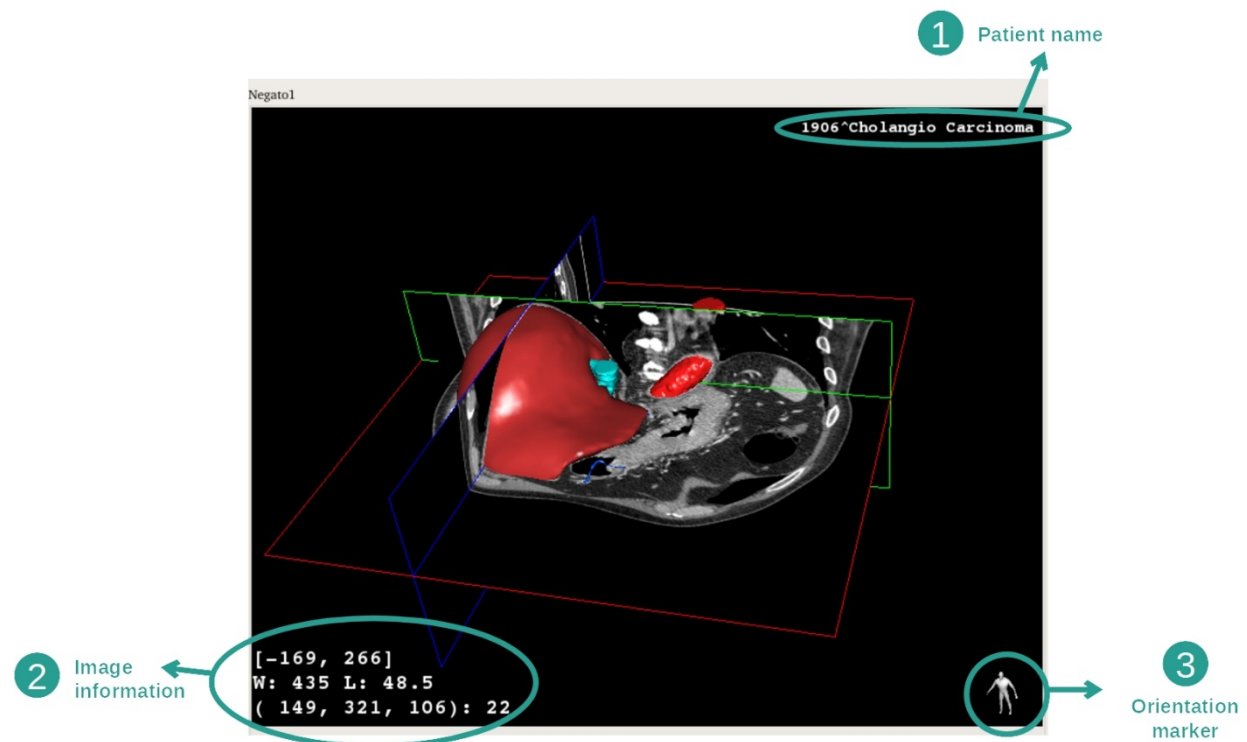 1 Patient name
Negato1
1906^Cholangio Carcinoma
[-169, 266]
W: 435 L: 48.5
( 149, 321, 106): 22
2 Image
information
3
Orientation
marker